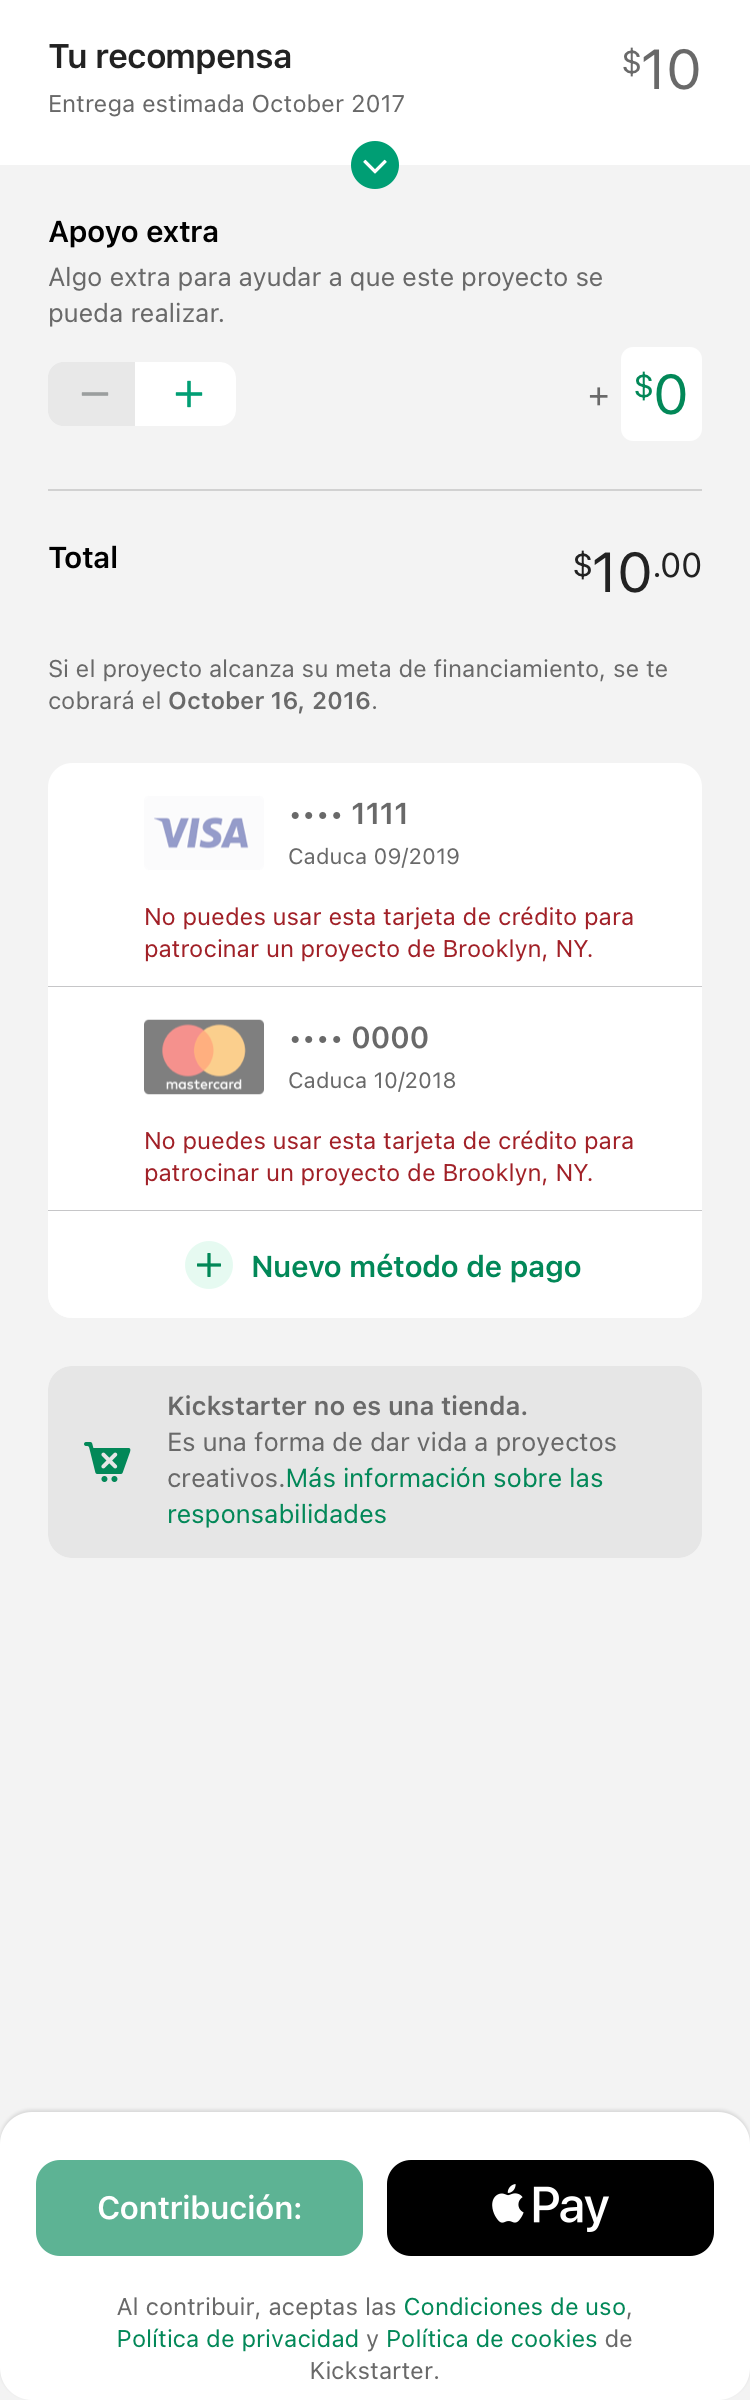 Tu recompensa
$10
Entrega estimada October 2017
Apoyo extra
Algo extra para ayudar a que este proyecto se
pueda realizar.
− +
+ $0
Total
$10.00
Si el proyecto alcanza su meta de financiamiento, se te
cobrará el October 16, 2016.
VISA
•••• 1111
Caduca 09/2019
No puedes usar esta tarjeta de crédito para
patrocinar un proyecto de Brooklyn, NY.
mastercard
•••• 0000
Caduca 10/2018
No puedes usar esta tarjeta de crédito para
patrocinar un proyecto de Brooklyn, NY.
+ Nuevo método de pago
Kickstarter no es una tienda.
Es una forma de dar vida a proyectos
creativos.Más información sobre las
responsabilidades
Contribución:
Pay
Al contribuir, aceptas las Condiciones de uso,
Política de privacidad y Política de cookies de
Kickstarter.